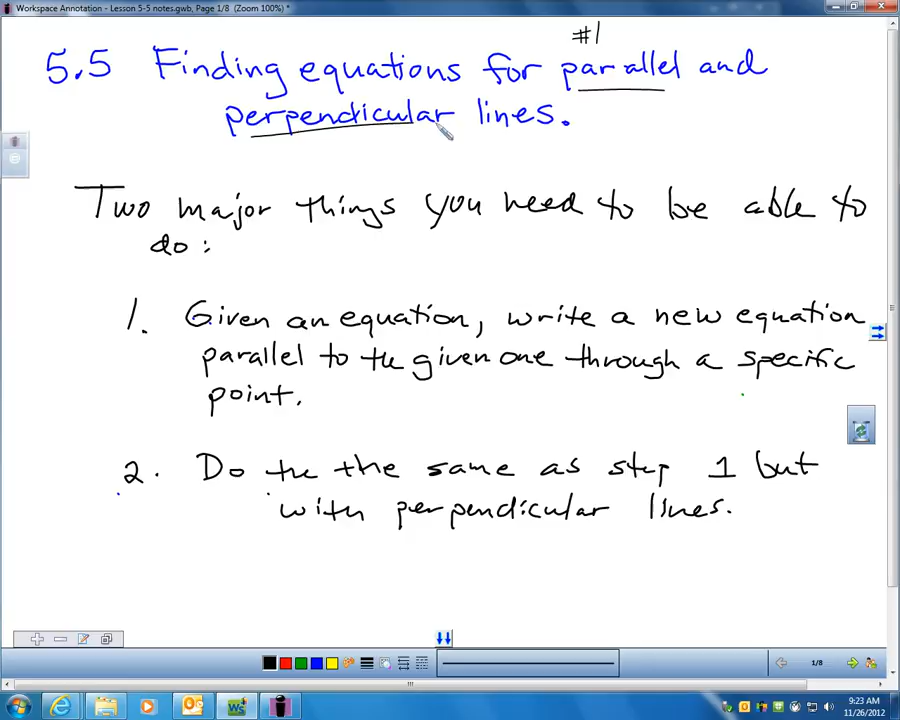 Workspace Annotation - Lesson 5-5 notes.gwb, Page 1/8 (Zoom 100%) *
#1
5.5 Finding equations for parallel and
perpendicular lines.
Two major things you need to be able to
do:
1. Given an equation, write a new equation
parallel to the given one through a specific
point.
2. Do the the same as step 1 but
with perpendicular lines.
1/8
9:23 AM
11/26/2012